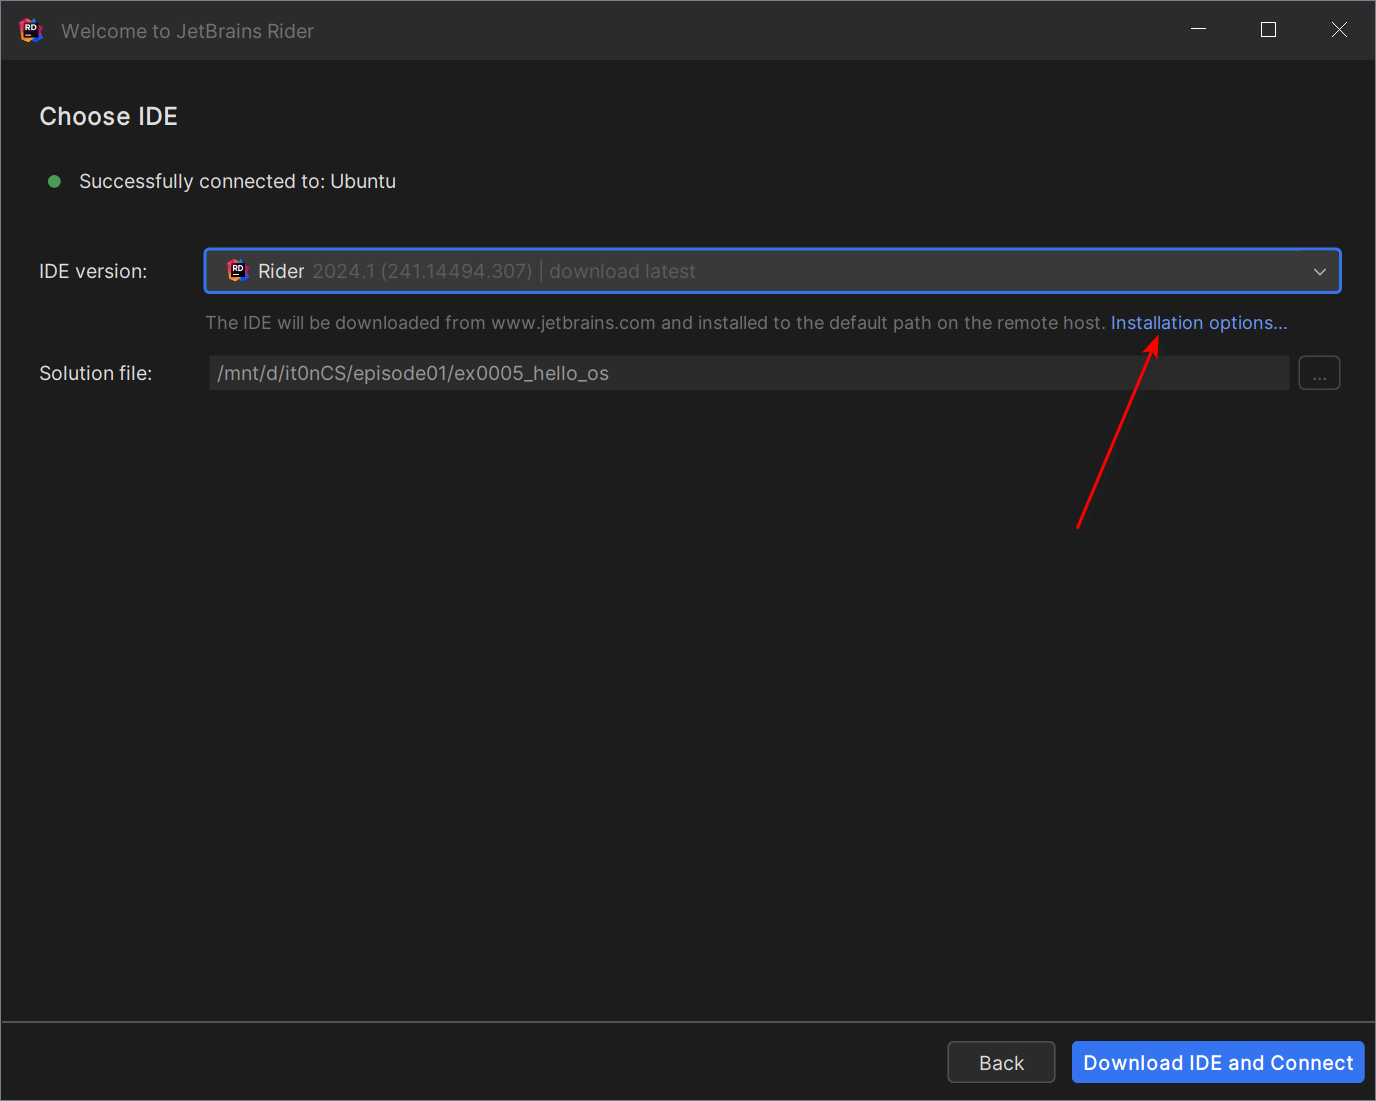 RD Welcome to JetBrains Rider
Choose IDE
Successfully connected to: Ubuntu
IDE version: RD Rider 2024.1 (241.14494.307) | download latest
The IDE will be downloaded from www.jetbrains.com and installed to the default path on the remote host. Installation options...
Solution file: /mnt/d/it0nCS/episode01/ex0005_hello_os ...
Back Download IDE and Connect